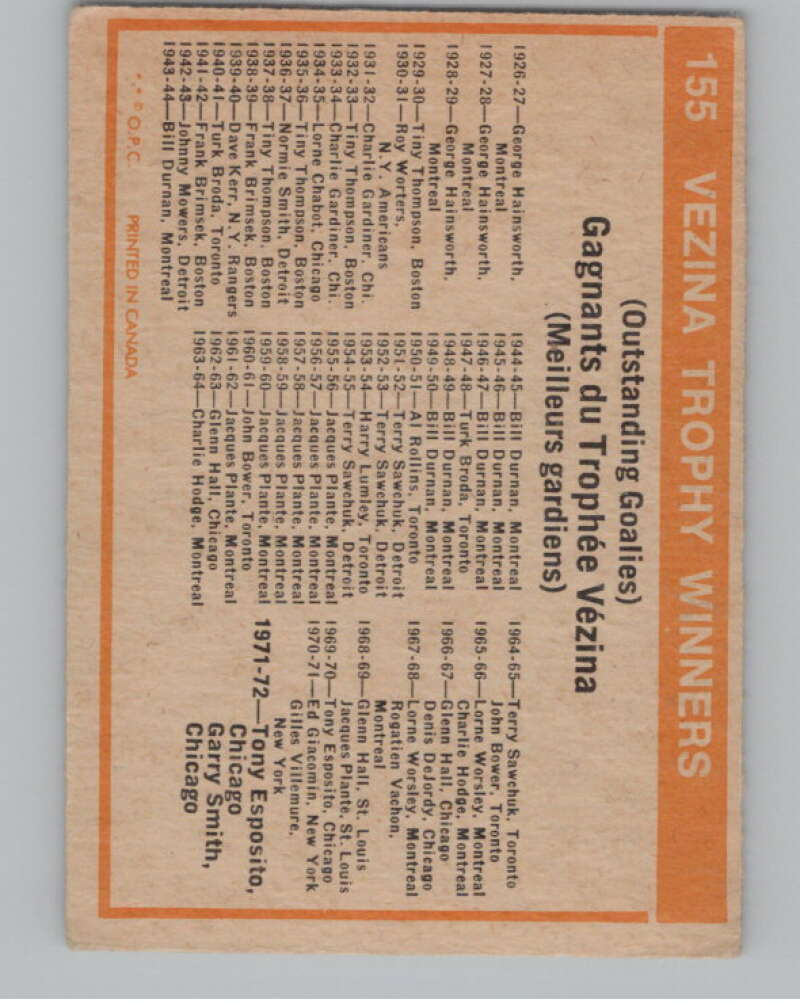 155 VEZINA TROPHY WINNERS
(Outstanding Goalies)
Gagnants du Trophée Vézina
(Meilleurs gardiens)
1926-27—George Hainsworth,
Montreal
1927-28—George Hainsworth,
Montreal
1928-29—George Hainsworth,
Montreal
1929-30—Tiny Thompson, Boston
1930-31—Roy Worters,
N.Y. Americans
1931-32—Charlie Gardiner, Chi.
1932-33—Tiny Thompson, Boston
1933-34—Charlie Gardiner, Chi.
1934-35—Lorne Chabot, Chicago
1935-36—Tiny Thompson, Boston
1936-37—Normie Smith, Detroit
1937-38—Tiny Thompson, Boston
1938-39—Frank Brimsek, Boston
1939-40—Dave Kerr, N.Y. Rangers
1940-41—Turk Broda, Toronto
1941-42—Frank Brimsek, Boston
1942-43—Johnny Mowers, Detroit
1943-44—Bill Durnan, Montreal
1944-45—Bill Durnan, Montreal
1945-46—Bill Durnan, Montreal
1946-47—Bill Durnan, Montreal
1947-48—Turk Broda, Toronto
1948-49—Bill Durnan, Montreal
1949-50—Bill Durnan, Montreal
1950-51—Al Rollins, Toronto
1951-52—Terry Sawchuk, Detroit
1952-53—Terry Sawchuk, Detroit
1953-54—Harry Lumley, Toronto
1954-55—Terry Sawchuk, Detroit
1955-56—Jacques Plante, Montreal
1956-57—Jacques Plante, Montreal
1957-58—Jacques Plante, Montreal
1958-59—Jacques Plante, Montreal
1959-60—Jacques Plante, Montreal
1960-61—John Bower, Toronto
1961-62—Jacques Plante, Montreal
1962-63—Glenn Hall, Chicago
1963-64—Charlie Hodge, Montreal
1964-65—Terry Sawchuk, Toronto
John Bower, Toronto
1965-66—Lorne Worsley, Montreal
Charlie Hodge, Montreal
1966-67—Glenn Hall, Chicago
Denis DeJordy, Chicago
1967-68—Lorne Worsley, Montreal
Rogatien Vachon,
Montreal
1968-69—Glenn Hall, St. Louis
Jacques Plante, St. Louis
1969-70—Tony Esposito, Chicago
1970-71—Ed Giacomin, New York
Gilles Villemure,
New York
1971-72—Tony Esposito,
Chicago
Garry Smith,
Chicago
* * © O.P.C. PRINTED IN CANADA